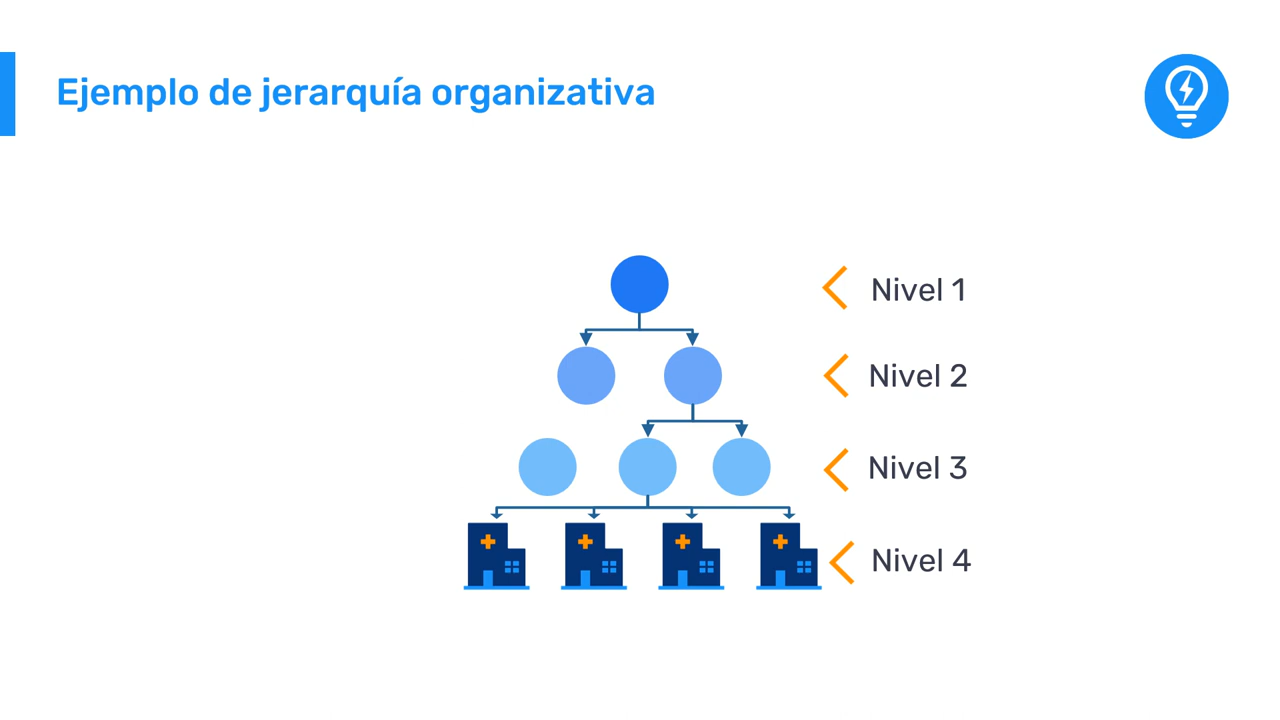 Ejemplo de jerarquía organizativa
Nivel 1
Nivel 2
Nivel 3
Nivel 4